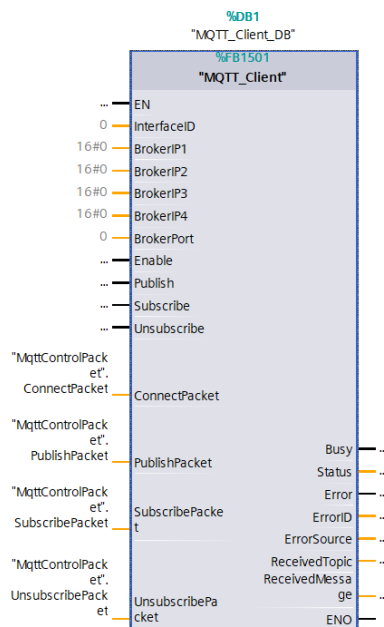 %DB1
"MQTT_Client_DB"
%FB1501
"MQTT_Client"
... EN
0 InterfaceID
16#0 BrokerIP1
16#0 BrokerIP2
16#0 BrokerIP3
16#0 BrokerIP4
0 BrokerPort
... Enable
... Publish
... Subscribe
... Unsubscribe
"MqttControlPack
et".
ConnectPacket
ConnectPacket
"MqttControlPack
et".
PublishPacket
PublishPacket
"MqttControlPack
et".
SubscribePacket
SubscribePacke
t
"MqttControlPack
et".
UnsubscribePack
et
UnsubscribePa
cket
Busy ...
Status ...
Error ...
ErrorID ...
ErrorSource ...
ReceivedTopic ...
ReceivedMessa
ge ...
ENO